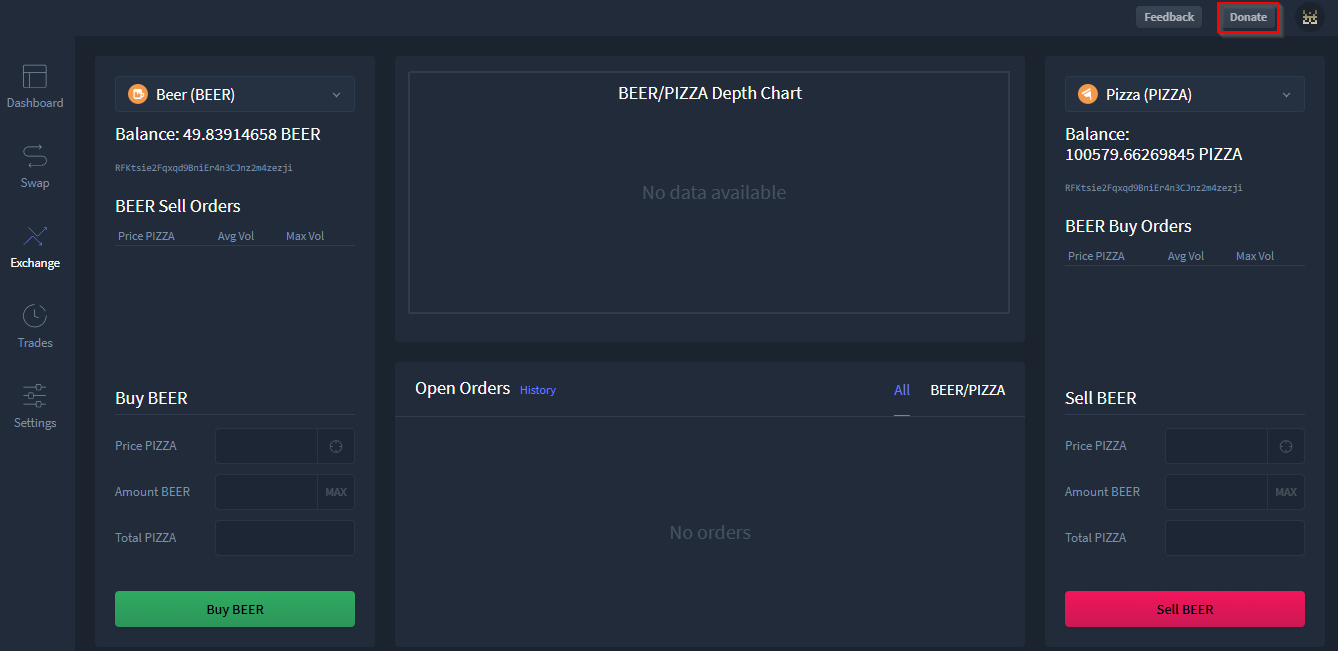 Feedback
Donate
Dashboard
Swap
Exchange
Trades
Settings
Beer (BEER)
Balance: 49.83914658 BEER
RFKtsie2Fqxqd9BniEr4n3CJnz2m4zezji
BEER Sell Orders
Price PIZZA Avg Vol Max Vol
Buy BEER
Price PIZZA
Amount BEER MAX
Total PIZZA
Buy BEER
BEER/PIZZA Depth Chart
No data available
Open Orders History All BEER/PIZZA
No orders
Pizza (PIZZA)
Balance:
100579.66269845 PIZZA
RFKtsie2Fqxqd9BniEr4n3CJnz2m4zezji
BEER Buy Orders
Price PIZZA Avg Vol Max Vol
Sell BEER
Price PIZZA
Amount BEER MAX
Total PIZZA
Sell BEER